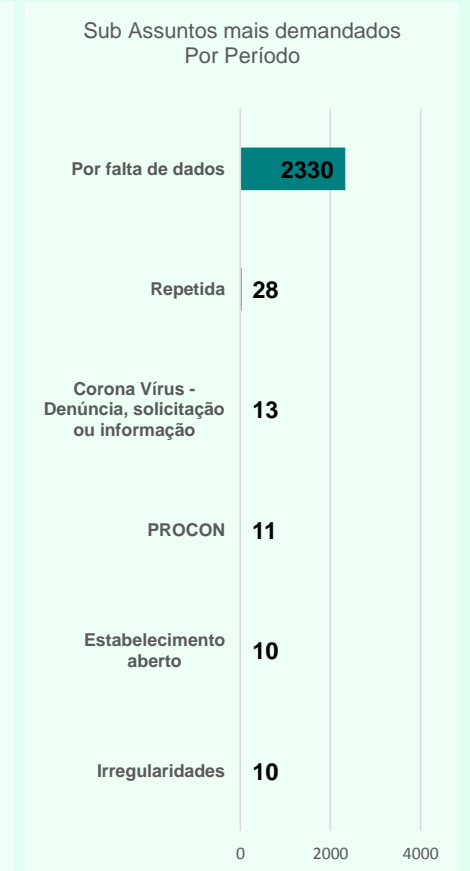 Sub Assuntos mais demandados
Por Período
Por falta de dados
2330
Repetida
28
Corona Vírus -
Denúncia, solicitação
ou informação
13
PROCON
11
Estabelecimento
aberto
10
Irregularidades
10
0
2000
4000